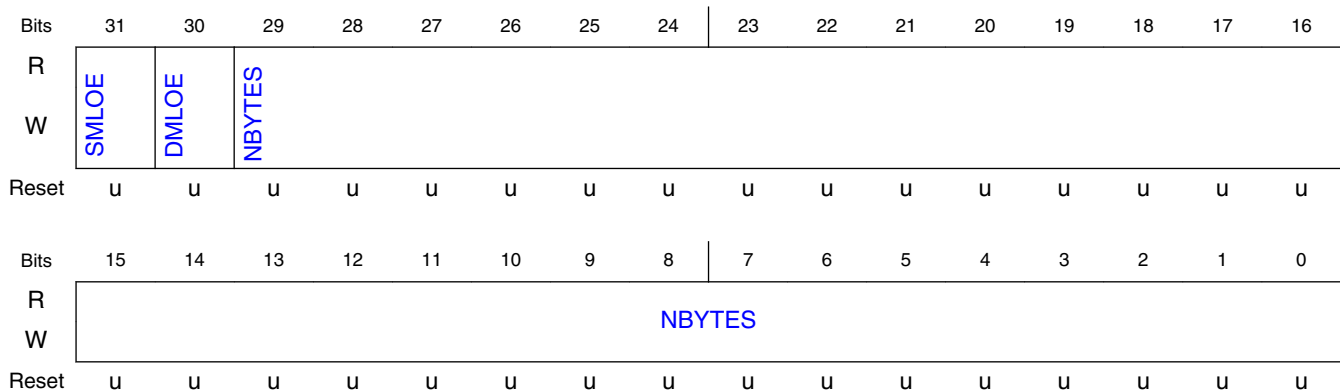 Bits 31 30 29 28 27 26 25 24 23 22 21 20 19 18 17 16
R
W
SMLOE
DMLOE
NBYTES
Reset u u u u u u u u u u u u u u u u
Bits 15 14 13 12 11 10 9 8 7 6 5 4 3 2 1 0
R
W
NBYTES
Reset u u u u u u u u u u u u u u u u